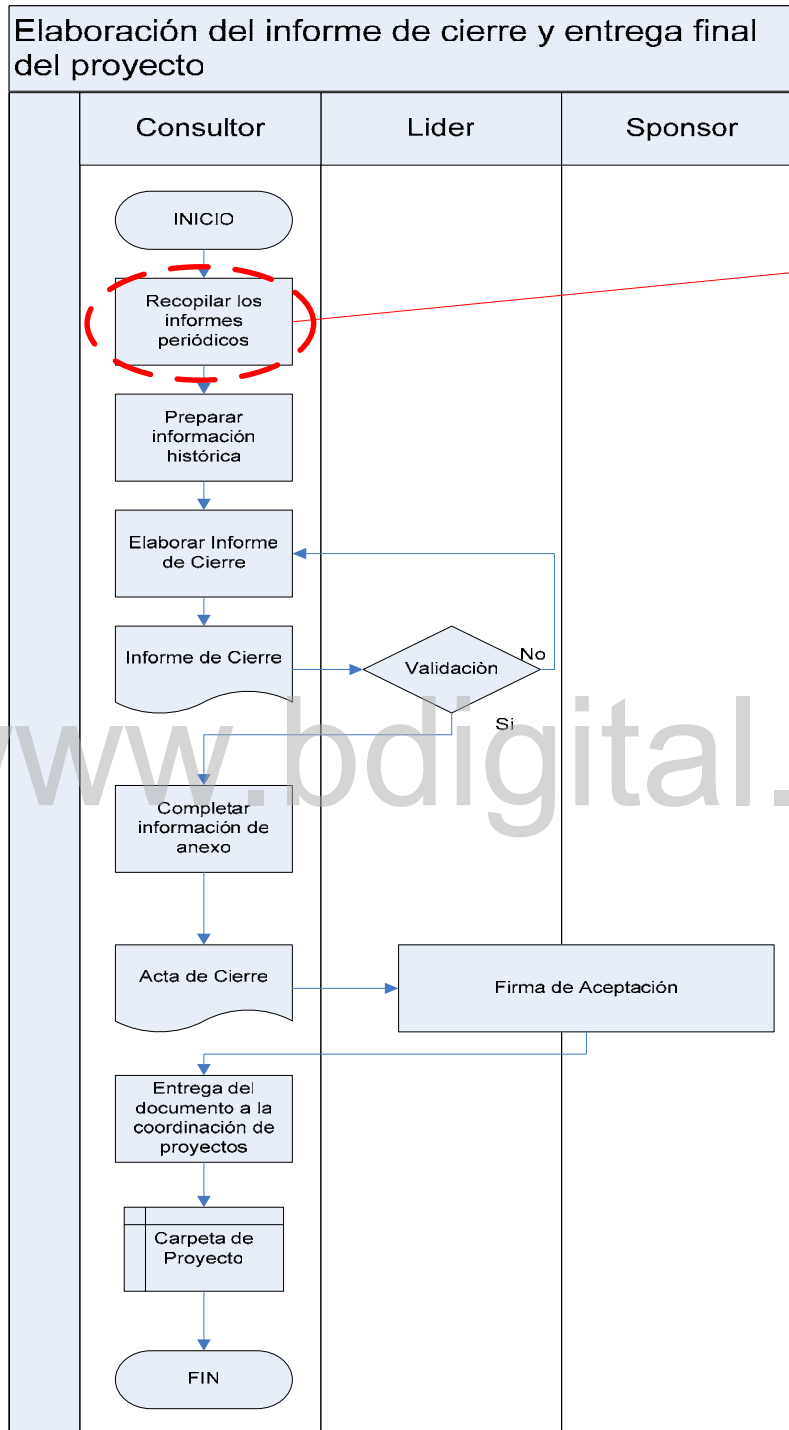 Elaboración del informe de cierre y entrega final
del proyecto
Consultor
Lider
Sponsor
INICIO
Recopilar los
informes
periódicos
Preparar
información
histórica
Elaborar Informe
de Cierre
Informe de Cierre
Validación
No
Si
www.bdigital.
Completar
información de
anexo
Acta de Cierre
Firma de Aceptación
Entrega del
documento a la
coordinación de
proyectos
Carpeta de
Proyecto
FIN